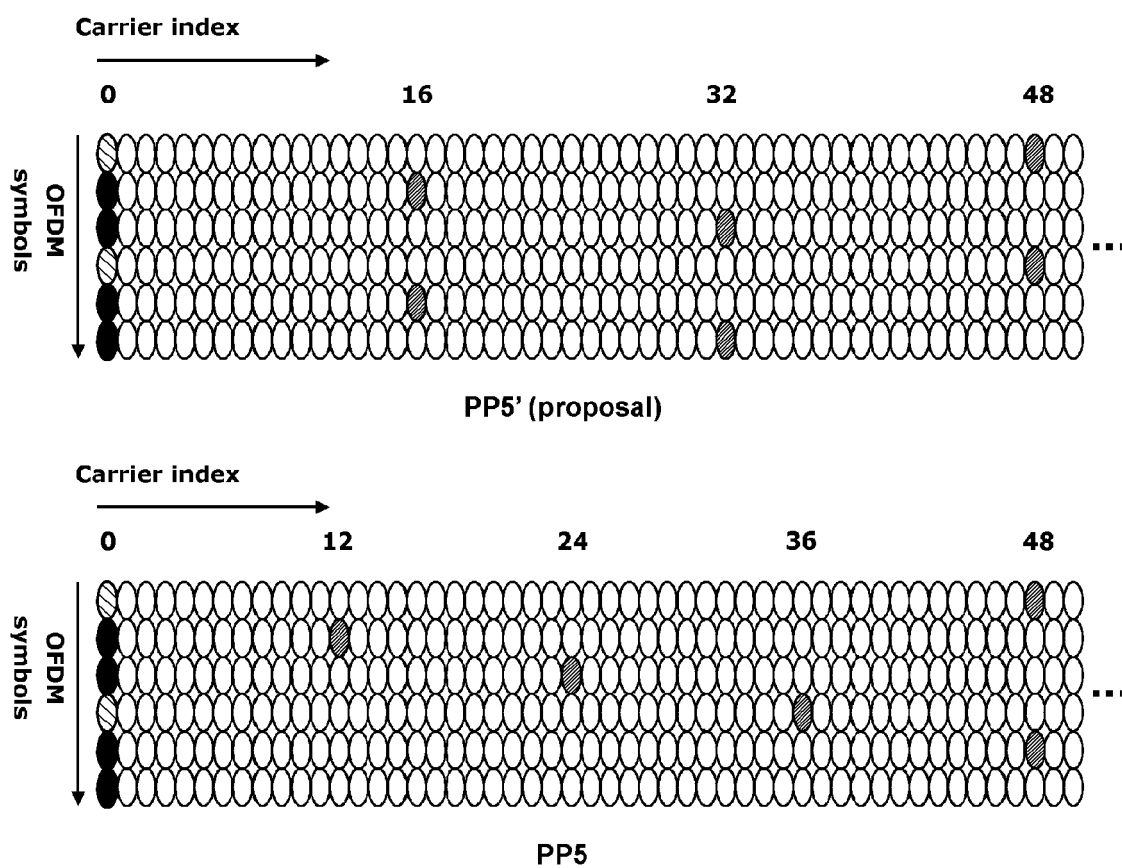 Carrier index
0 16 32 48
OFDM
symbols
...
PP5' (proposal)
Carrier index
0 12 24 36 48
OFDM
symbols
...
PP5